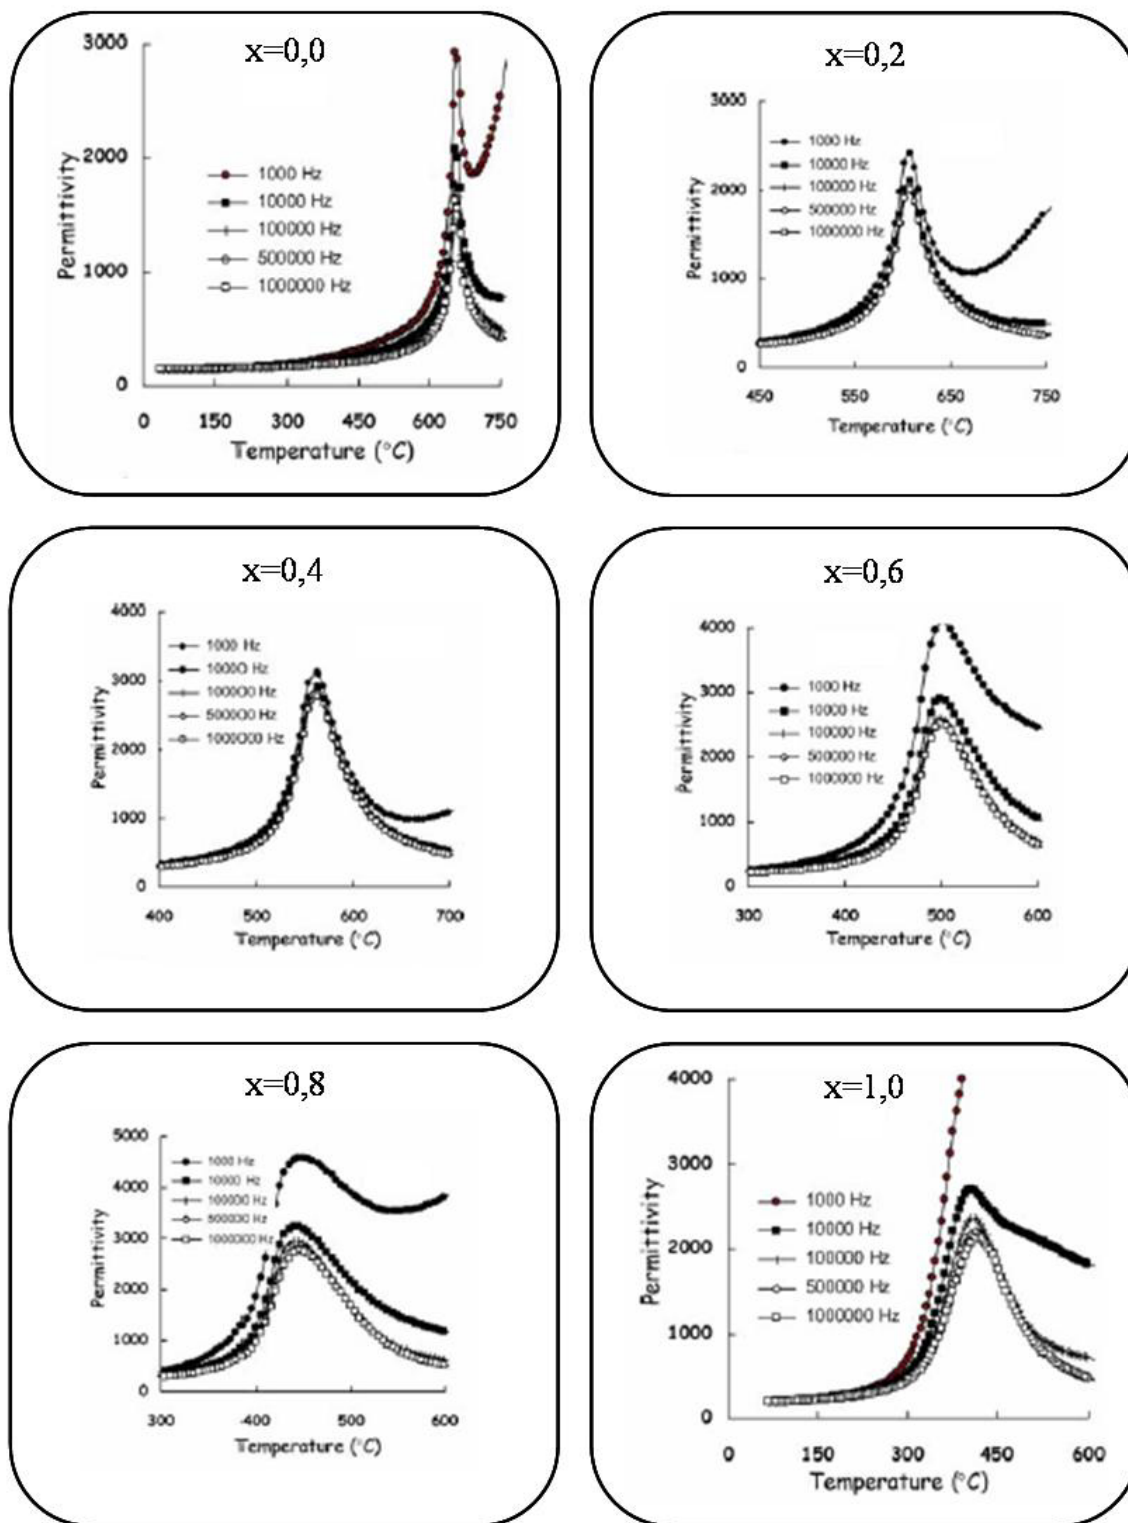 x=0,0
3000
2000
1000
0
Permittivity
1000 Hz
10000 Hz
100000 Hz
500000 Hz
1000000 Hz
0 150 300 450 600 750
Temperature (°C)
x=0,2
3000
2000
1000
0
Permittivity
1000 Hz
10000 Hz
100000 Hz
500000 Hz
1000000 Hz
450 550 650 750
Temperature (°C)
x=0,4
4000
3000
2000
1000
0
Permittivity
1000 Hz
10000 Hz
100000 Hz
500000 Hz
1000000 Hz
400 500 600 700
Temperature (°C)
x=0,6
4000
3000
2000
1000
0
Permittivity
1000 Hz
10000 Hz
100000 Hz
500000 Hz
1000000 Hz
300 400 500 600
Temperature (°C)
x=0,8
5000
4000
3000
2000
1000
0
Permittivity
1000 Hz
10000 Hz
100000 Hz
500000 Hz
1000000 Hz
300 400 500 600
Temperature (°C)
x=1,0
4000
3000
2000
1000
0
Permittivity
1000 Hz
10000 Hz
100000 Hz
500000 Hz
1000000 Hz
0 150 300 450 600
Temperature (°C)